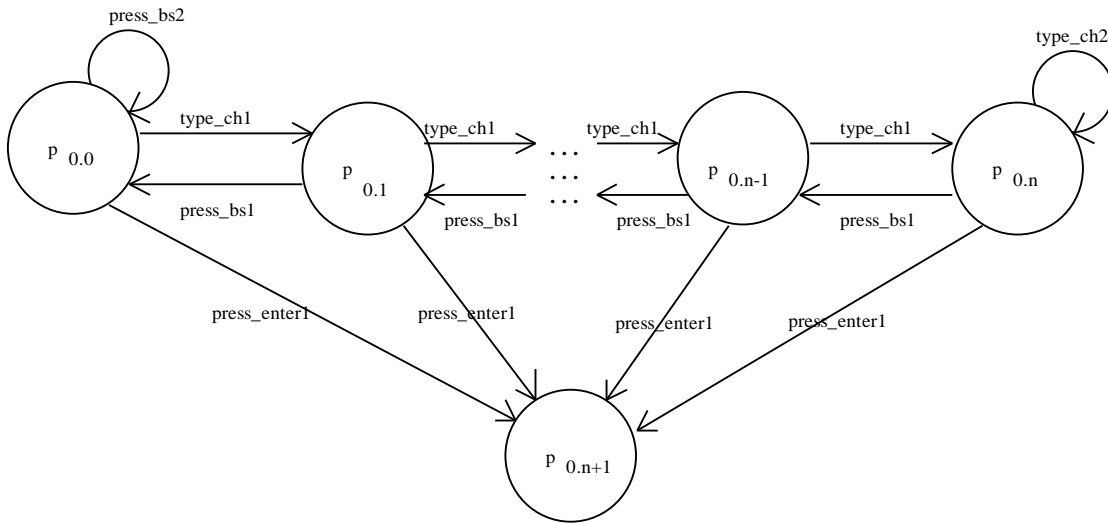 press_bs2
type_ch2
type_ch1
type_ch1
type_ch1
type_ch1
...
p 0.0
p 0.1
...
p 0.n-1
p 0.n
...
press_bs1
press_bs1
press_bs1
press_bs1
press_enter1
press_enter1
press_enter1
press_enter1
p 0.n+1